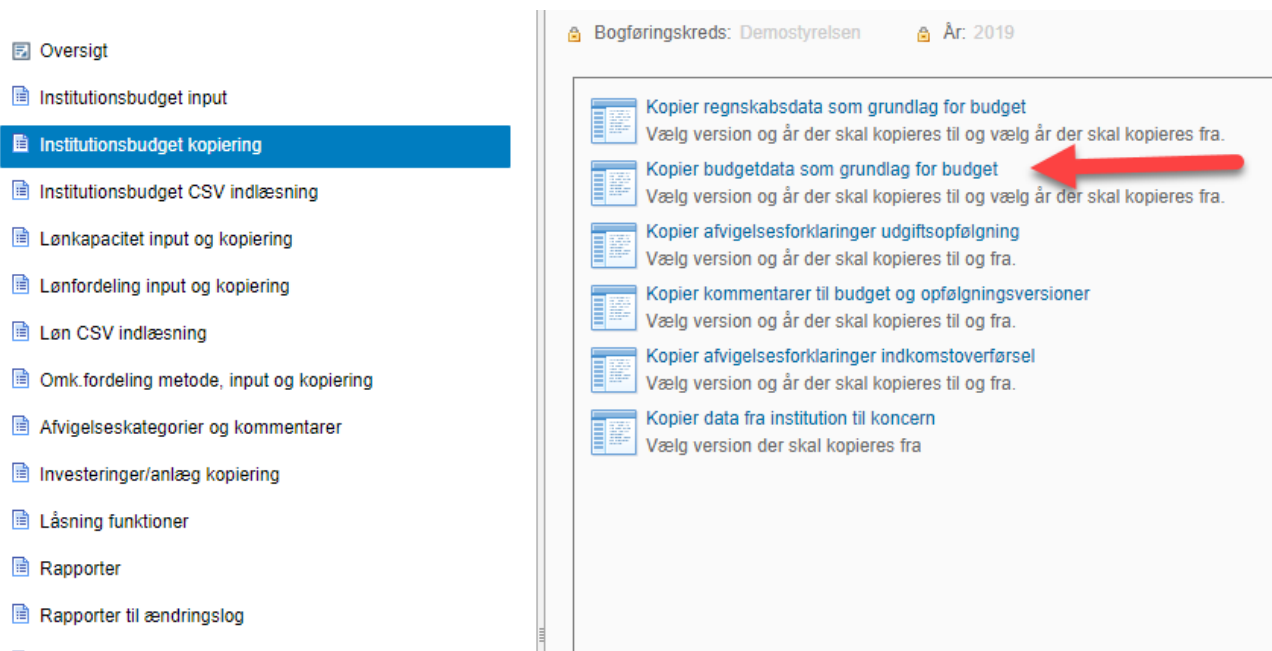 Oversigt
Institutionsbudget input
Institutionsbudget kopiering
Institutionsbudget CSV indlæsning
Lønkapacitet input og kopiering
Lønfordeling input og kopiering
Løn CSV indlæsning
Omk.fordeling metode, input og kopiering
Afvigelseskategorier og kommentarer
Investeringer/anlæg kopiering
Låsning funktioner
Rapporter
Rapporter til ændringslog
Bogføringskreds: Demostyrelsen År: 2019
Kopier regnskabsdata som grundlag for budget
Vælg version og år der skal kopieres til og vælg år der skal kopieres fra.
Kopier budgetdata som grundlag for budget
Vælg version og år der skal kopieres til og vælg år der skal kopieres fra.
Kopier afvigelsesforklaringer udgiftsopfølgning
Vælg version og år der skal kopieres til og fra.
Kopier kommentarer til budget og opfølgningsversioner
Vælg version og år der skal kopieres til og fra.
Kopier afvigelsesforklaringer indkomstoverførsel
Vælg version og år der skal kopieres til og fra.
Kopier data fra institution til koncern
Vælg version der skal kopieres fra